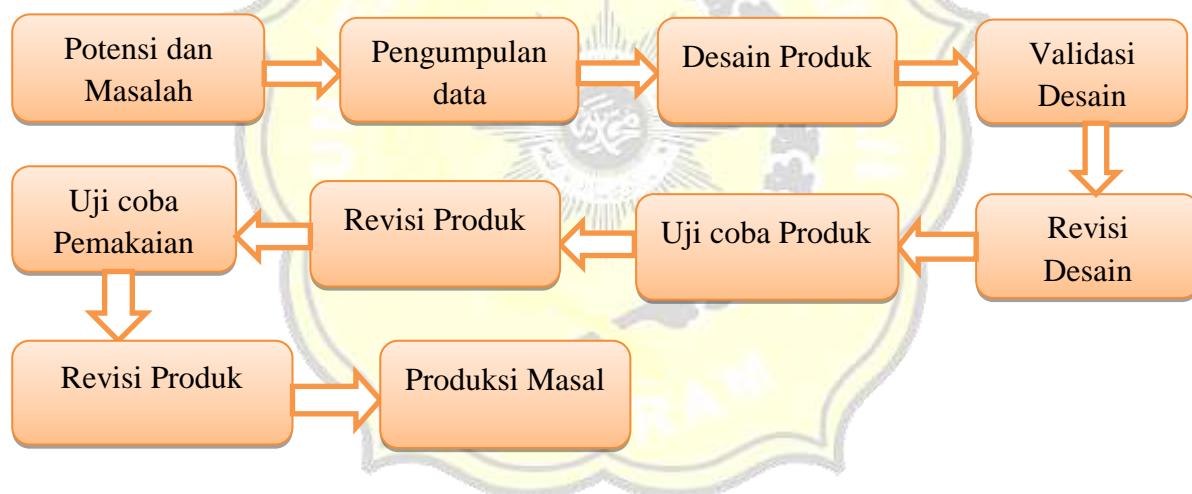 Potensi dan
Masalah
Pengumpulan
data
Desain Produk
Validasi
Desain
Revisi
Desain
Uji coba Produk
Revisi Produk
Uji coba
Pemakaian
Revisi Produk
Produksi Masal